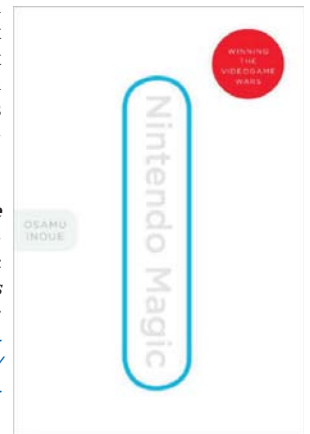 WINNING
THE
VIDEOGAME
WARS
Nintendo Magic
OSAMU
INOUE